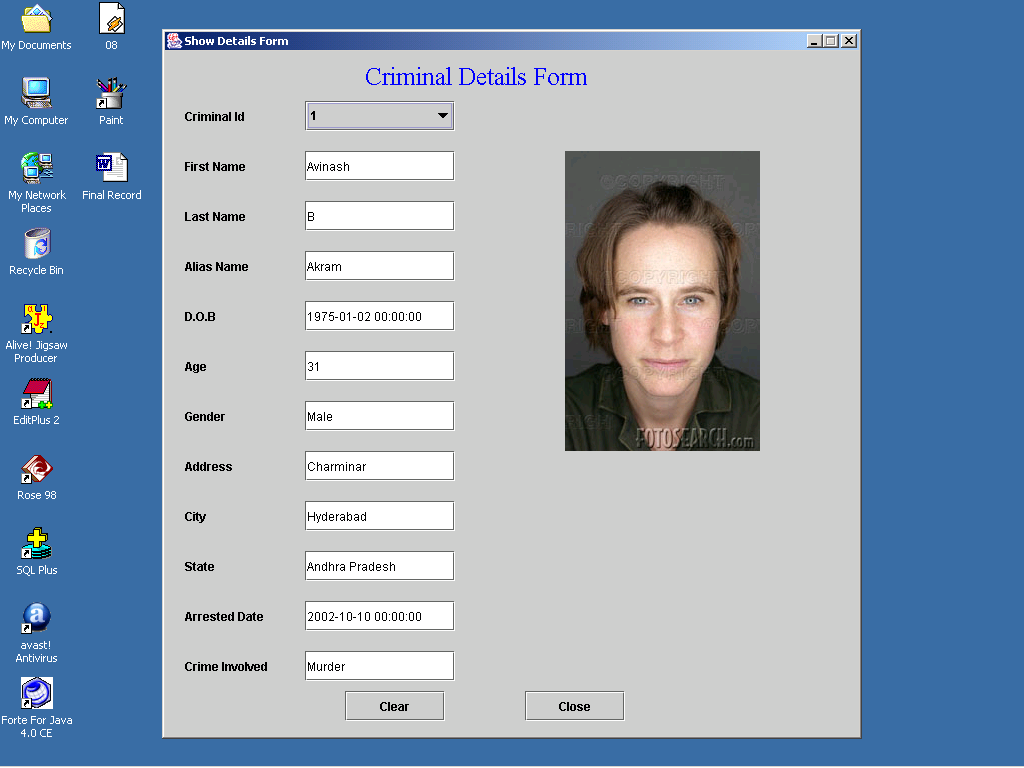 My Documents
08
My Computer
Paint
My Network
Places
Final Record
Recycle Bin
Alive! Jigsaw
Producer
EditPlus 2
Rose 98
SQL Plus
avast!
Antivirus
Forte For Java
4.0 CE
Show Details Form
Criminal Details Form
Criminal Id 1
First Name Avinash
Last Name B
Alias Name Akram
D.O.B 1975-01-02 00:00:00
Age 31
Gender Male
Address Charminar
City Hyderabad
State Andhra Pradesh
Arrested Date 2002-10-10 00:00:00
Crime Involved Murder
Clear Close
©COPYRIGHT
©COPYRIGHT
©COPYRIGHT
FOTOSEARCH.com